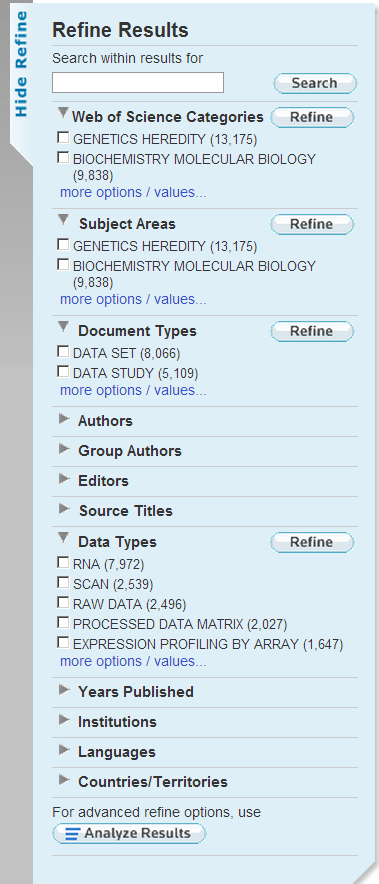 Hide Refine
Refine Results
Search within results for
Search
Web of Science Categories Refine
GENETICS HEREDITY (13,175)
BIOCHEMISTRY MOLECULAR BIOLOGY
(9,838)
more options / values...
Subject Areas Refine
GENETICS HEREDITY (13,175)
BIOCHEMISTRY MOLECULAR BIOLOGY
(9,838)
more options / values...
Document Types Refine
DATA SET (8,066)
DATA STUDY (5,109)
more options / values...
Authors
Group Authors
Editors
Source Titles
Data Types Refine
RNA (7,972)
SCAN (2,539)
RAW DATA (2,496)
PROCESSED DATA MATRIX (2,027)
EXPRESSION PROFILING BY ARRAY (1,647)
more options / values...
Years Published
Institutions
Languages
Countries/Territories
For advanced refine options, use
Analyze Results